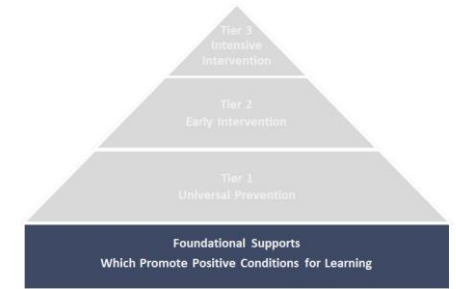 Tier 3
Intensive
Intervention
Tier 2
Early Intervention
Tier 1
Universal Prevention
Foundational Supports
Which Promote Positive Conditions for Learning